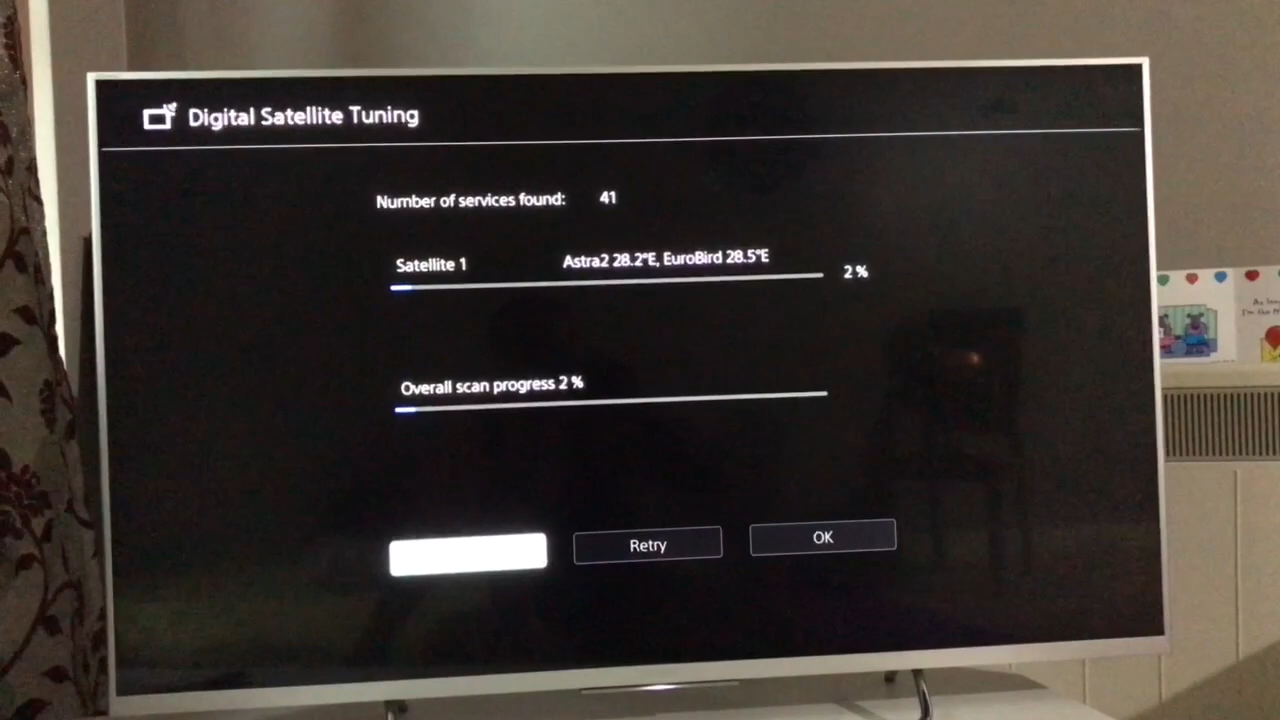 Digital Satellite Tuning
Number of services found: 41
Satellite 1 Astra2 28.2°E, EuroBird 28.5°E 2 %
Overall scan progress 2 %
Retry OK